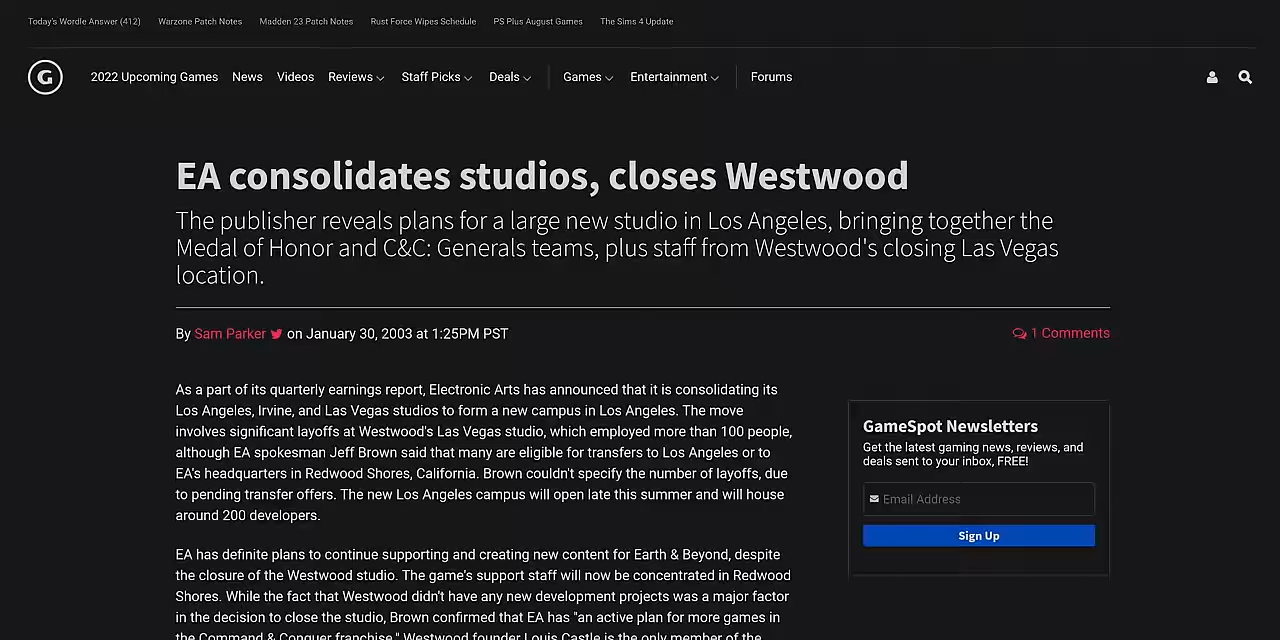 Today's Wordle Answer (412) Warzone Patch Notes Madden 23 Patch Notes Rust Force Wipes Schedule PS Plus August Games The Sims 4 Update
G 2022 Upcoming Games News Videos Reviews Staff Picks Deals Games Entertainment Forums
EA consolidates studios, closes Westwood
The publisher reveals plans for a large new studio in Los Angeles, bringing together the
Medal of Honor and C&C: Generals teams, plus staff from Westwood's closing Las Vegas
location.
By Sam Parker on January 30, 2003 at 1:25PM PST
1 Comments
As a part of its quarterly earnings report, Electronic Arts has announced that it is consolidating its
Los Angeles, Irvine, and Las Vegas studios to form a new campus in Los Angeles. The move
involves significant layoffs at Westwood's Las Vegas studio, which employed more than 100 people,
although EA spokesman Jeff Brown said that many are eligible for transfers to Los Angeles or to
EA's headquarters in Redwood Shores, California. Brown couldn't specify the number of layoffs, due
to pending transfer offers. The new Los Angeles campus will open late this summer and will house
around 200 developers.
EA has definite plans to continue supporting and creating new content for Earth & Beyond, despite
the closure of the Westwood studio. The game's support staff will now be concentrated in Redwood
Shores. While the fact that Westwood didn't have any new development projects was a major factor
in the decision to close the studio, Brown confirmed that EA has "an active plan for more games in
the Command & Conquer franchise." Westwood founder Louis Castle is the only member of the
GameSpot Newsletters
Get the latest gaming news, reviews, and
deals sent to your inbox, FREE!
Email Address
Sign Up